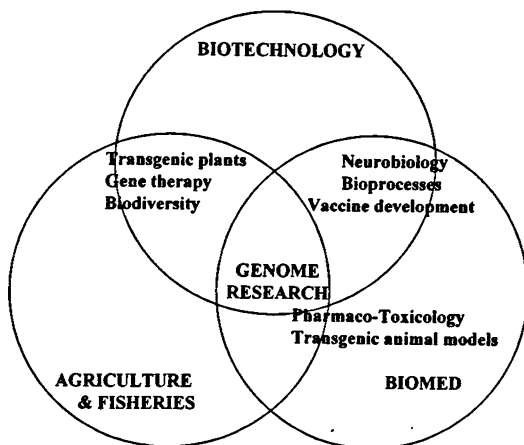 BIOTECHNOLOGY
Transgenic plants
Gene therapy
Biodiversity
Neurobiology
Bioprocesses
Vaccine development
GENOME
RESEARCH
Pharmaco-Toxicology
Transgenic animal models
AGRICULTURE
& FISHERIES
BIOMED